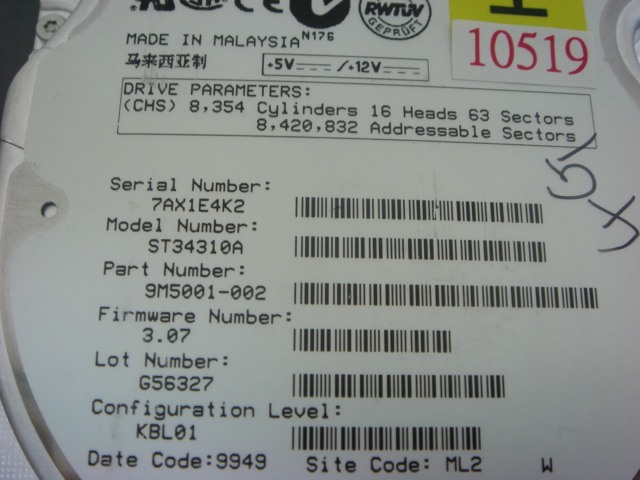 RWTÜV
GEPRÜFT
10519
MADE IN MALAYSIA N176
马来西亚制
+5V /+12V
DRIVE PARAMETERS:
(CHS) 8,354 Cylinders 16 Heads 63 Sectors
8,420,832 Addressable Sectors
Serial Number:
7AX1E4K2
Model Number:
ST34310A
Part Number:
9M5001-002
Firmware Number:
3.07
Lot Number:
G56327
Configuration Level:
KBL01
Date Code:9949 Site Code: ML2 W